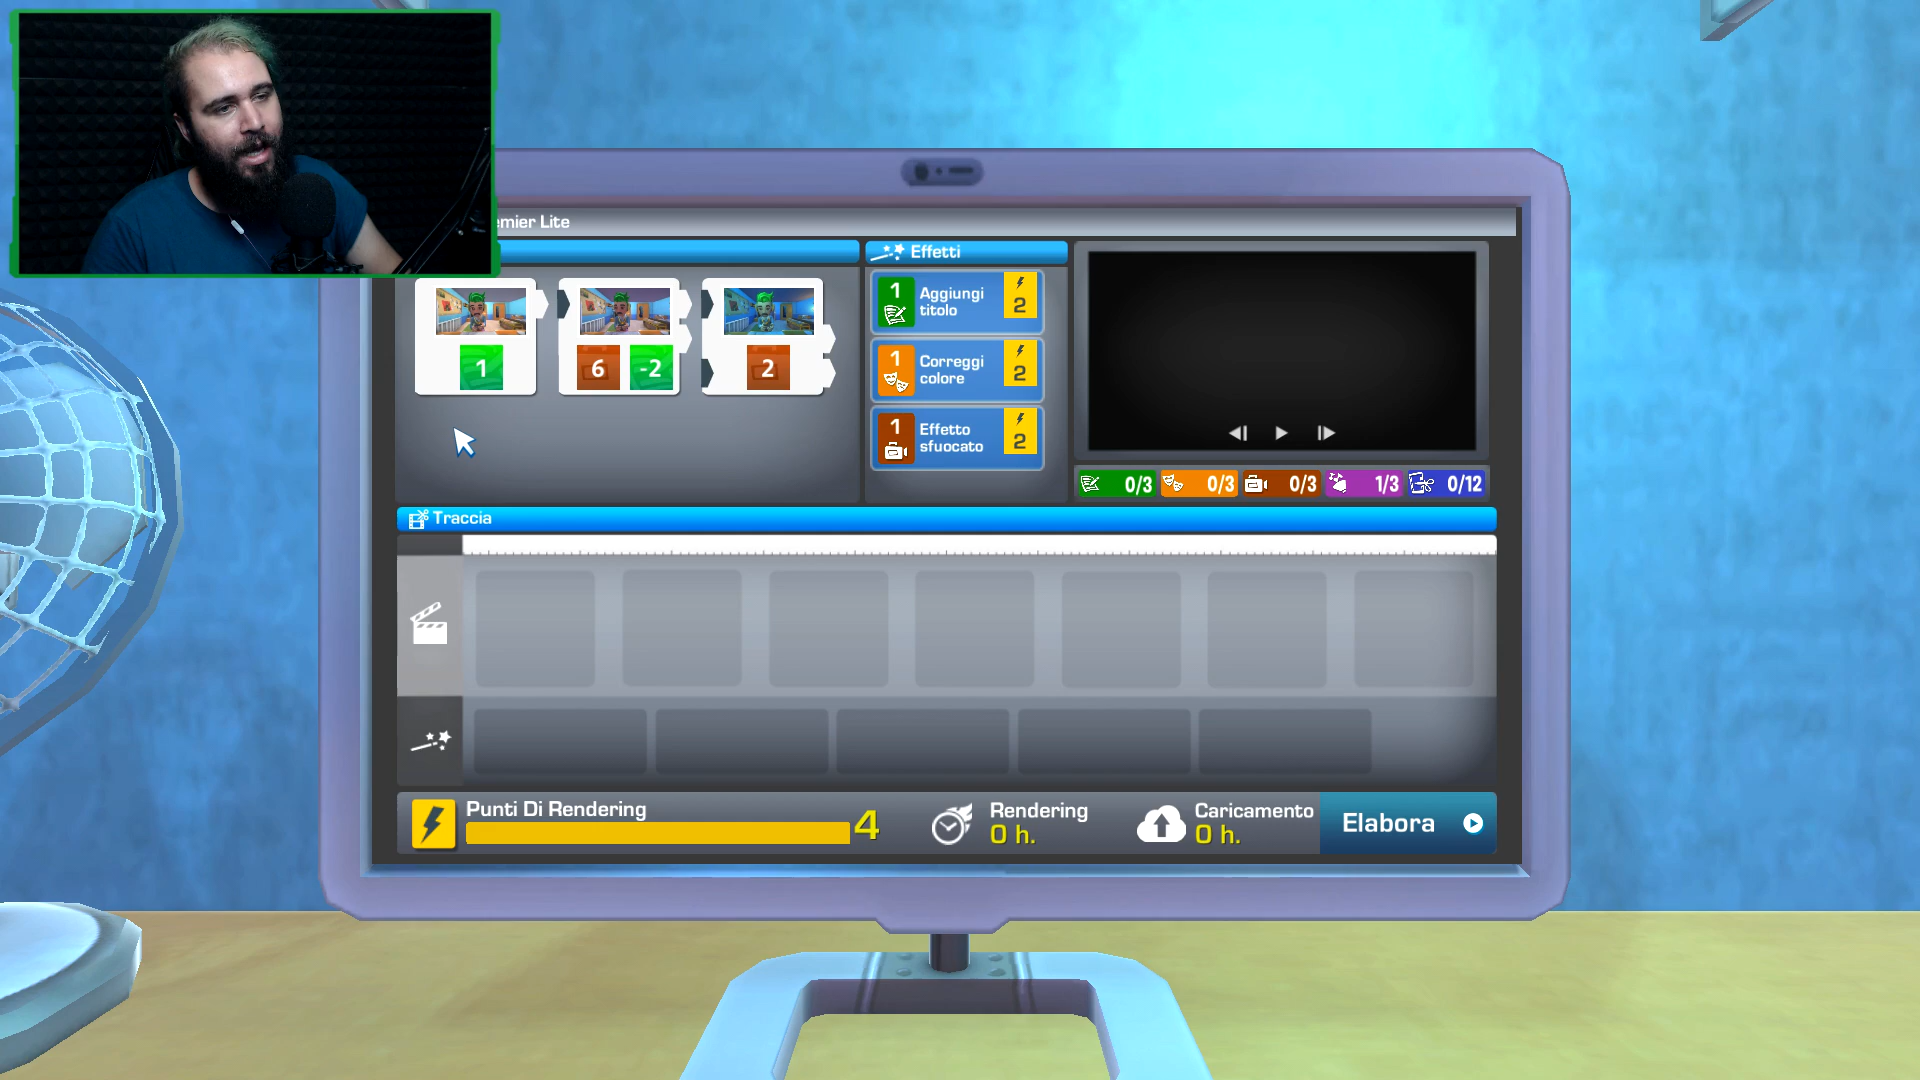 emier Lite
Effetti
1 Aggiungi titolo 2
1 Correggi colore 2
1 Effetto sfuocato 2
1
6 -2
2
0/3 0/3 0/3 1/3 0/12
Traccia
Punti Di Rendering 4
Rendering 0 h.
Caricamento 0 h.
Elabora